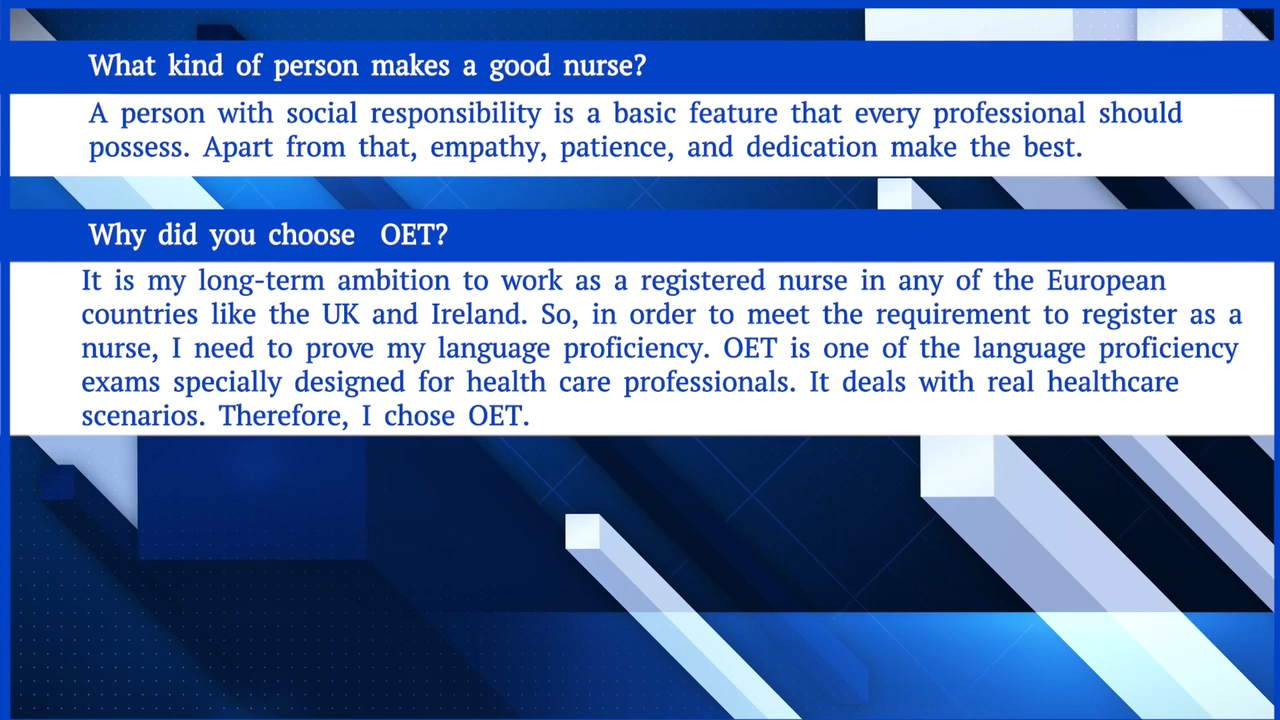 What kind of person makes a good nurse?
A person with social responsibility is a basic feature that every professional should
possess. Apart from that, empathy, patience, and dedication make the best.
Why did you choose OET?
It is my long-term ambition to work as a registered nurse in any of the European
countries like the UK and Ireland. So, in order to meet the requirement to register as a
nurse, I need to prove my language proficiency. OET is one of the language proficiency
exams specially designed for health care professionals. It deals with real healthcare
scenarios. Therefore, I chose OET.